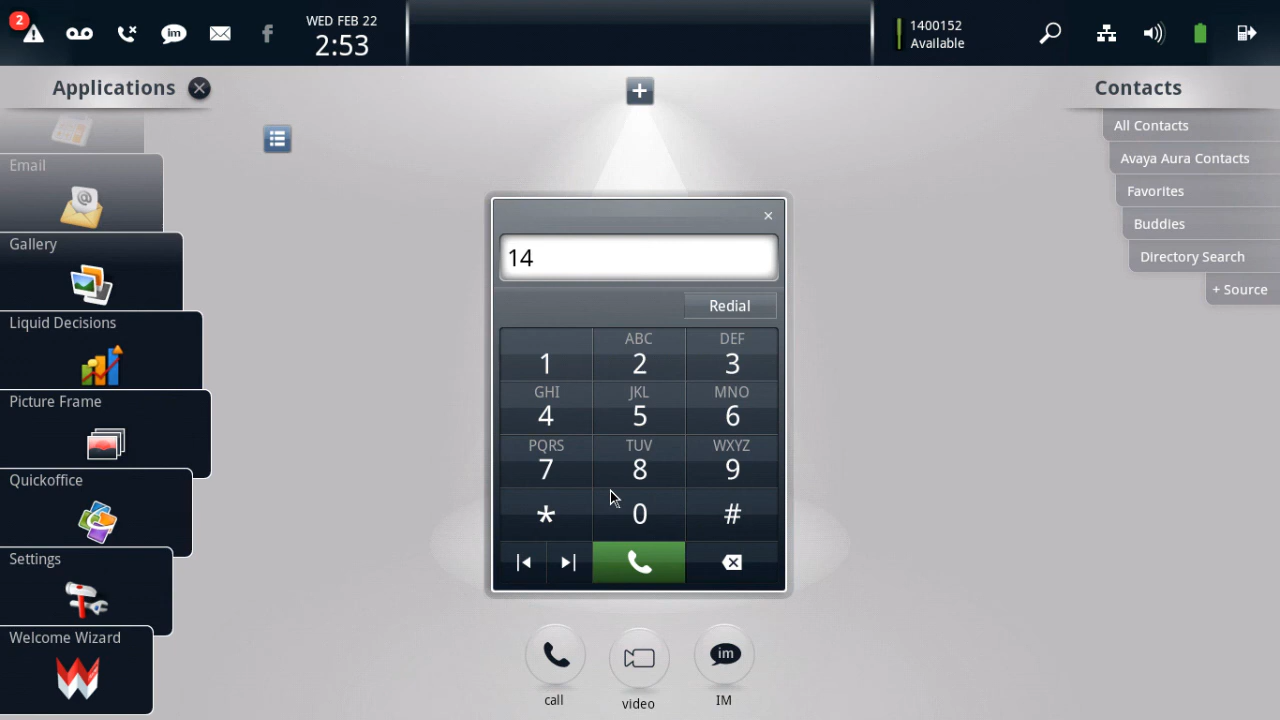 2
im
f
WED FEB 22
2:53
1400152
Available
Applications
Email
@
Gallery
Liquid Decisions
Picture Frame
Quickoffice
Settings
Welcome Wizard
+
×
14
Redial
1
ABC
2
DEF
3
GHI
4
JKL
5
MNO
6
PQRS
7
TUV
8
WXYZ
9
*
0
#
call
video
im
IM
Contacts
All Contacts
Avaya Aura Contacts
Favorites
Buddies
Directory Search
+ Source